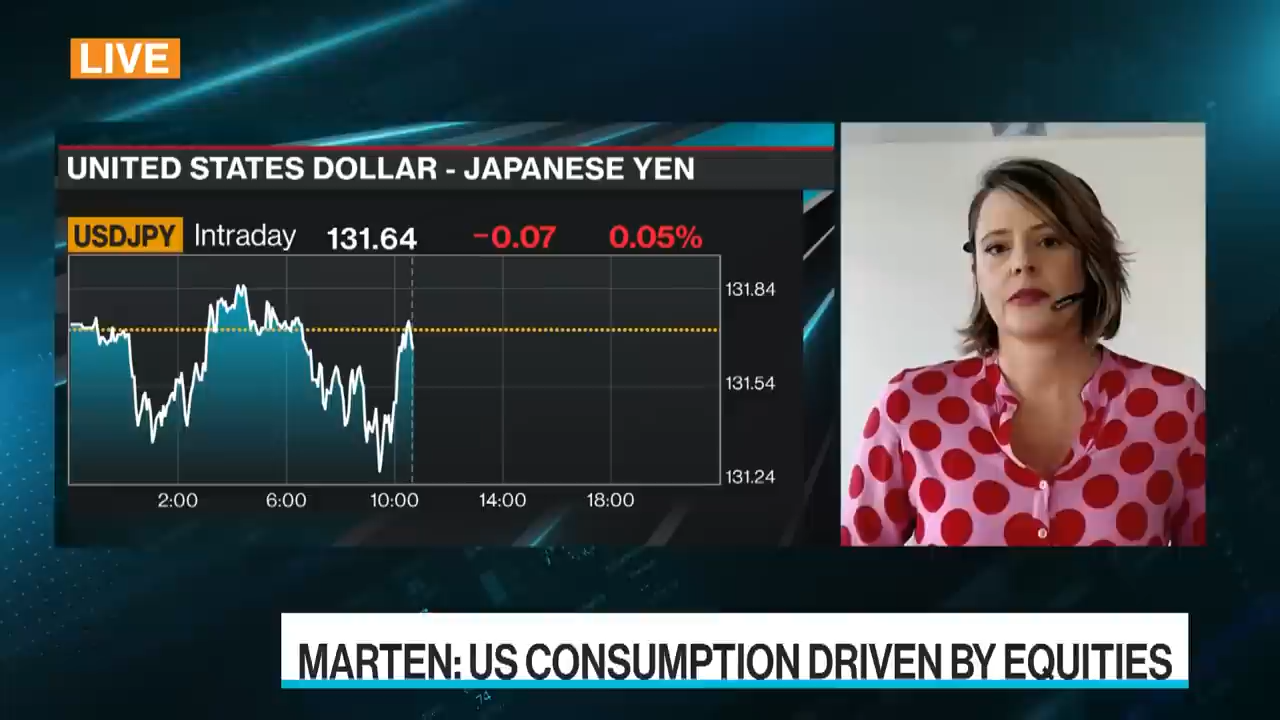 LIVE
UNITED STATES DOLLAR - JAPANESE YEN
USDJPY Intraday 131.64 -0.07 0.05%
131.84
131.54
131.24
2:00 6:00 10:00 14:00 18:00
MARTEN: US CONSUMPTION DRIVEN BY EQUITIES
74